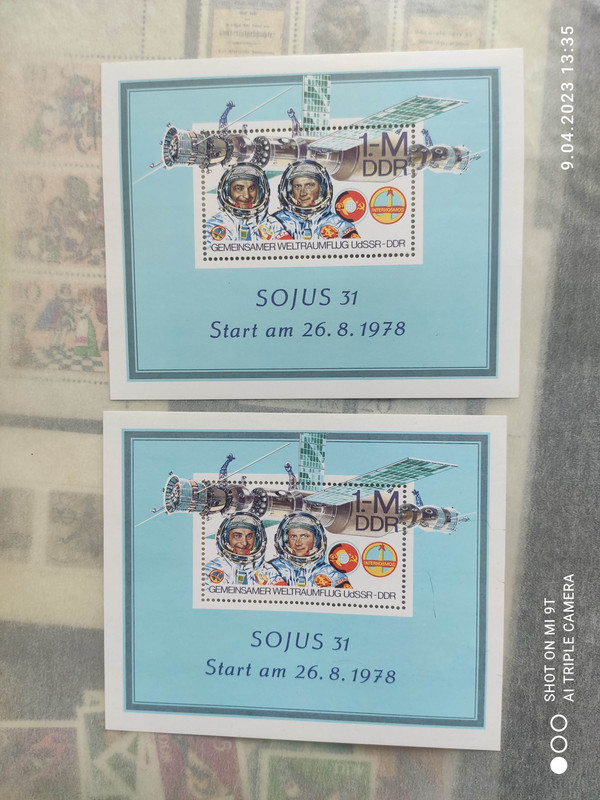 9.04.2023 13:35
1.-M
DDR
INTERKOSMOS
GEMEINSAMER WELTRAUMFLUG UdSSR-DDR
SOJUS 31
Start am 26.8.1978
1.-M
DDR
INTERKOSMOS
GEMEINSAMER WELTRAUMFLUG UdSSR-DDR
SOJUS 31
Start am 26.8.1978
SHOT ON MI 9T
AI TRIPLE CAMERA